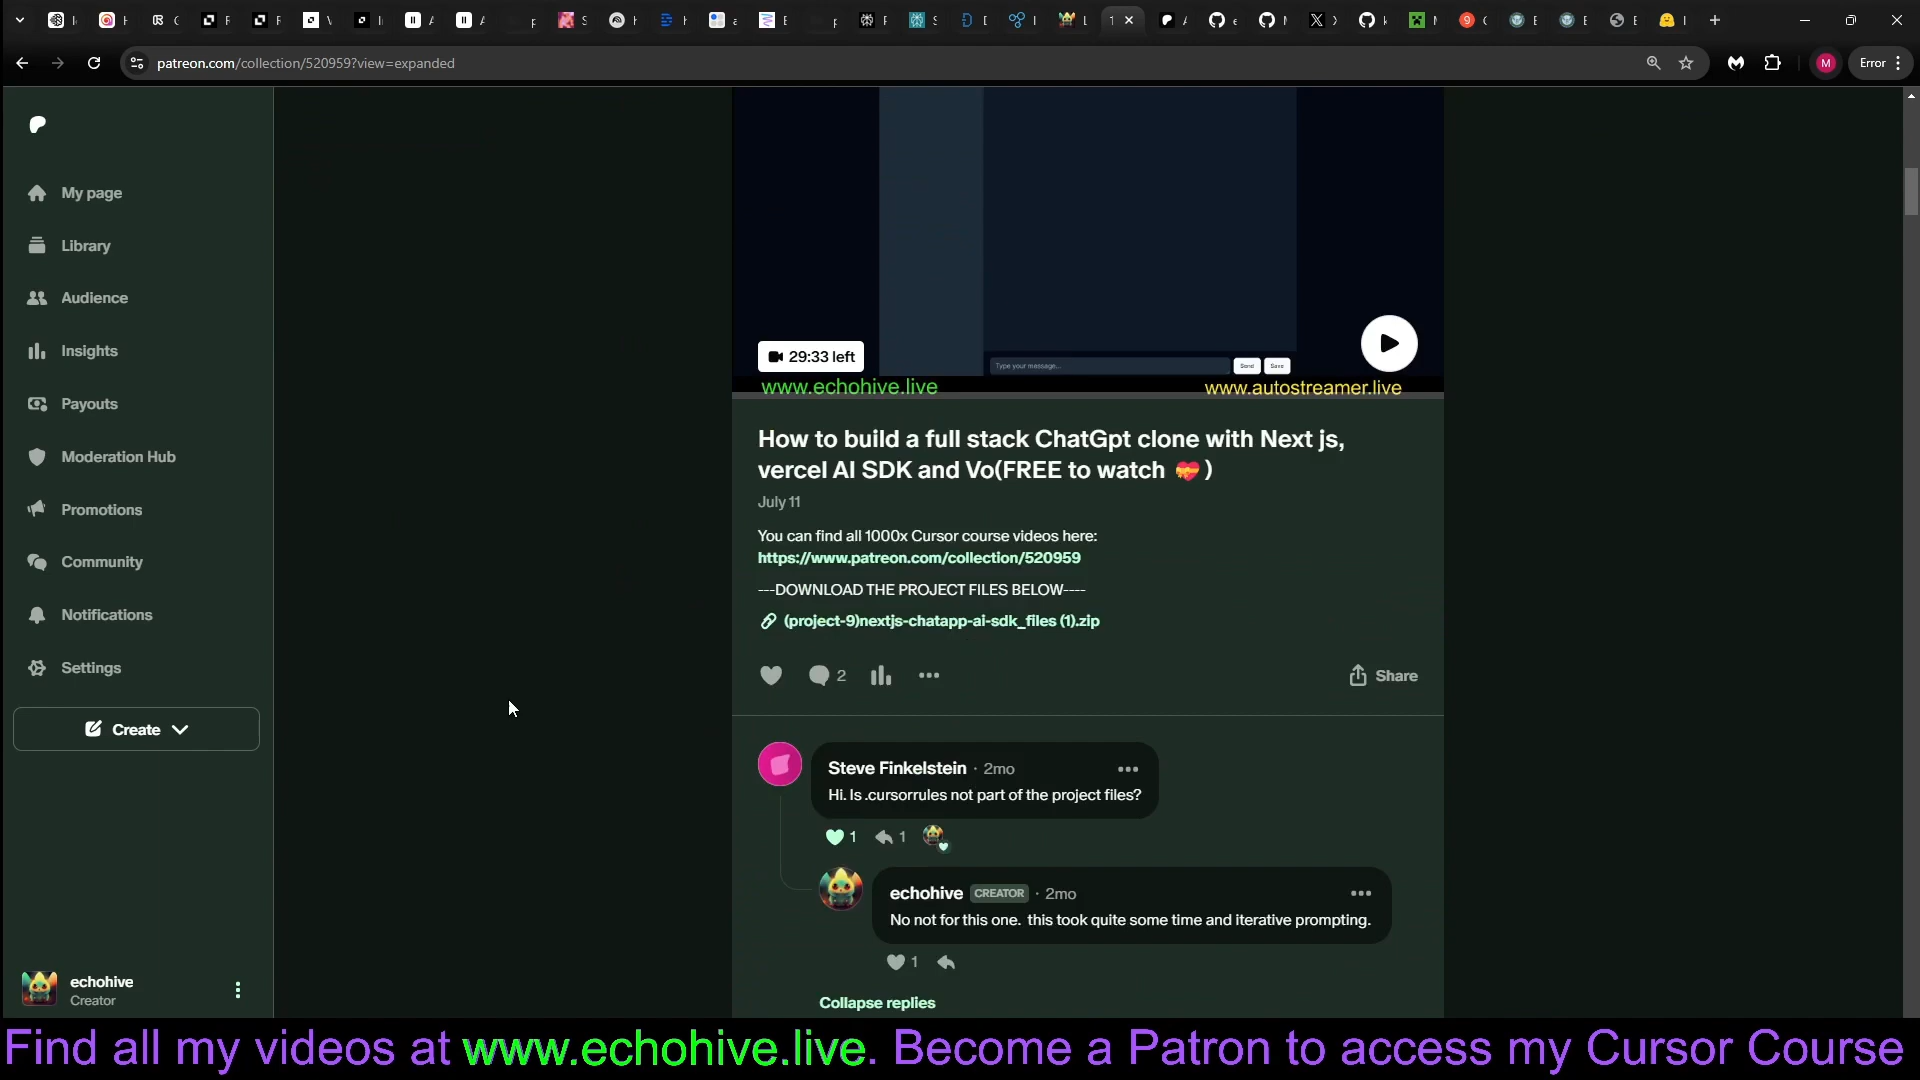 patreon.com/collection/520959?view=expanded
M
Error
My page
Library
Audience
Insights
Payouts
Moderation Hub
Promotions
Community
Notifications
Settings
Create
echohive
Creator
Type your message...
Send
Save
29:33 left
www.echohive.live
www.autostreamer.live
How to build a full stack ChatGpt clone with Next js,
vercel AI SDK and Vo(FREE to watch 💝 )
July 11
You can find all 1000x Cursor course videos here:
https://www.patreon.com/collection/520959
---DOWNLOAD THE PROJECT FILES BELOW----
(project-9)nextjs-chatapp-ai-sdk_files (1).zip
2
Share
Steve Finkelstein · 2mo
Hi. Is .cursorrules not part of the project files?
1 1
echohive CREATOR · 2mo
No not for this one. this took quite some time and iterative prompting.
1
Collapse replies
Find all my videos at www.echohive.live. Become a Patron to access my Cursor Course